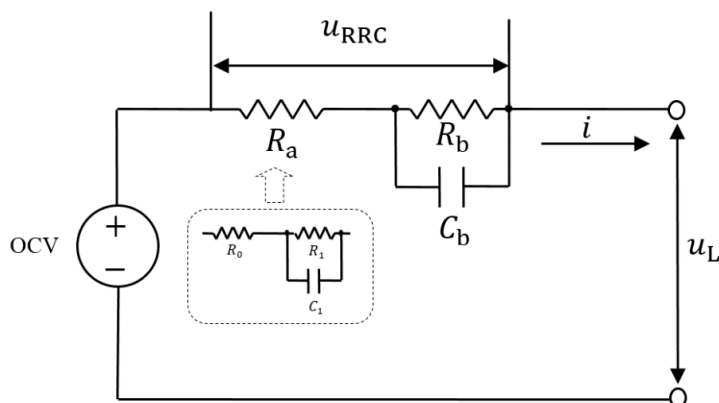 u_RRC
R_a
R_b
i
C_b
OCV
+
−
R_0
R_1
C_1
u_L